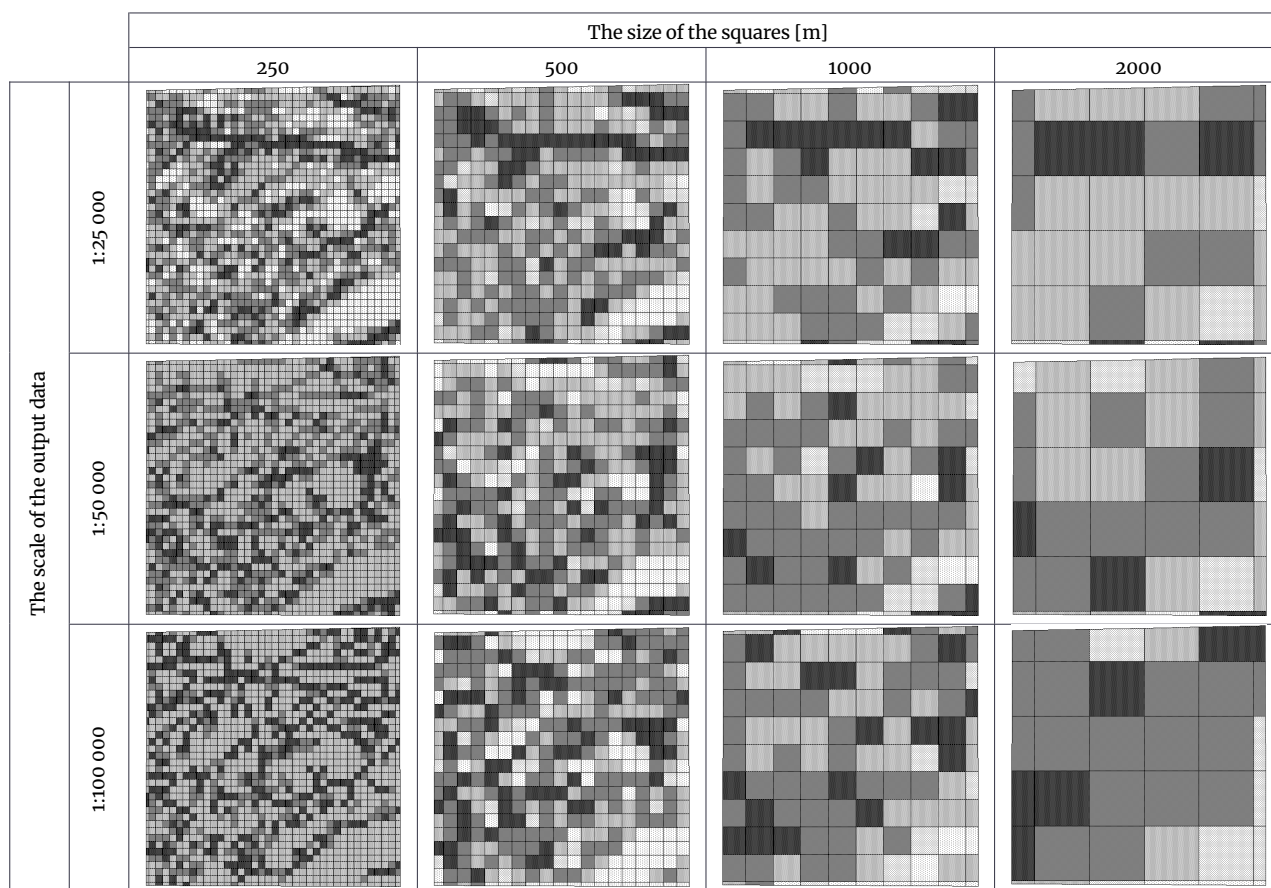 The size of the squares [m]
250 500 1000 2000
The scale of the output data
1:25 000
1:50 000
1:100 000